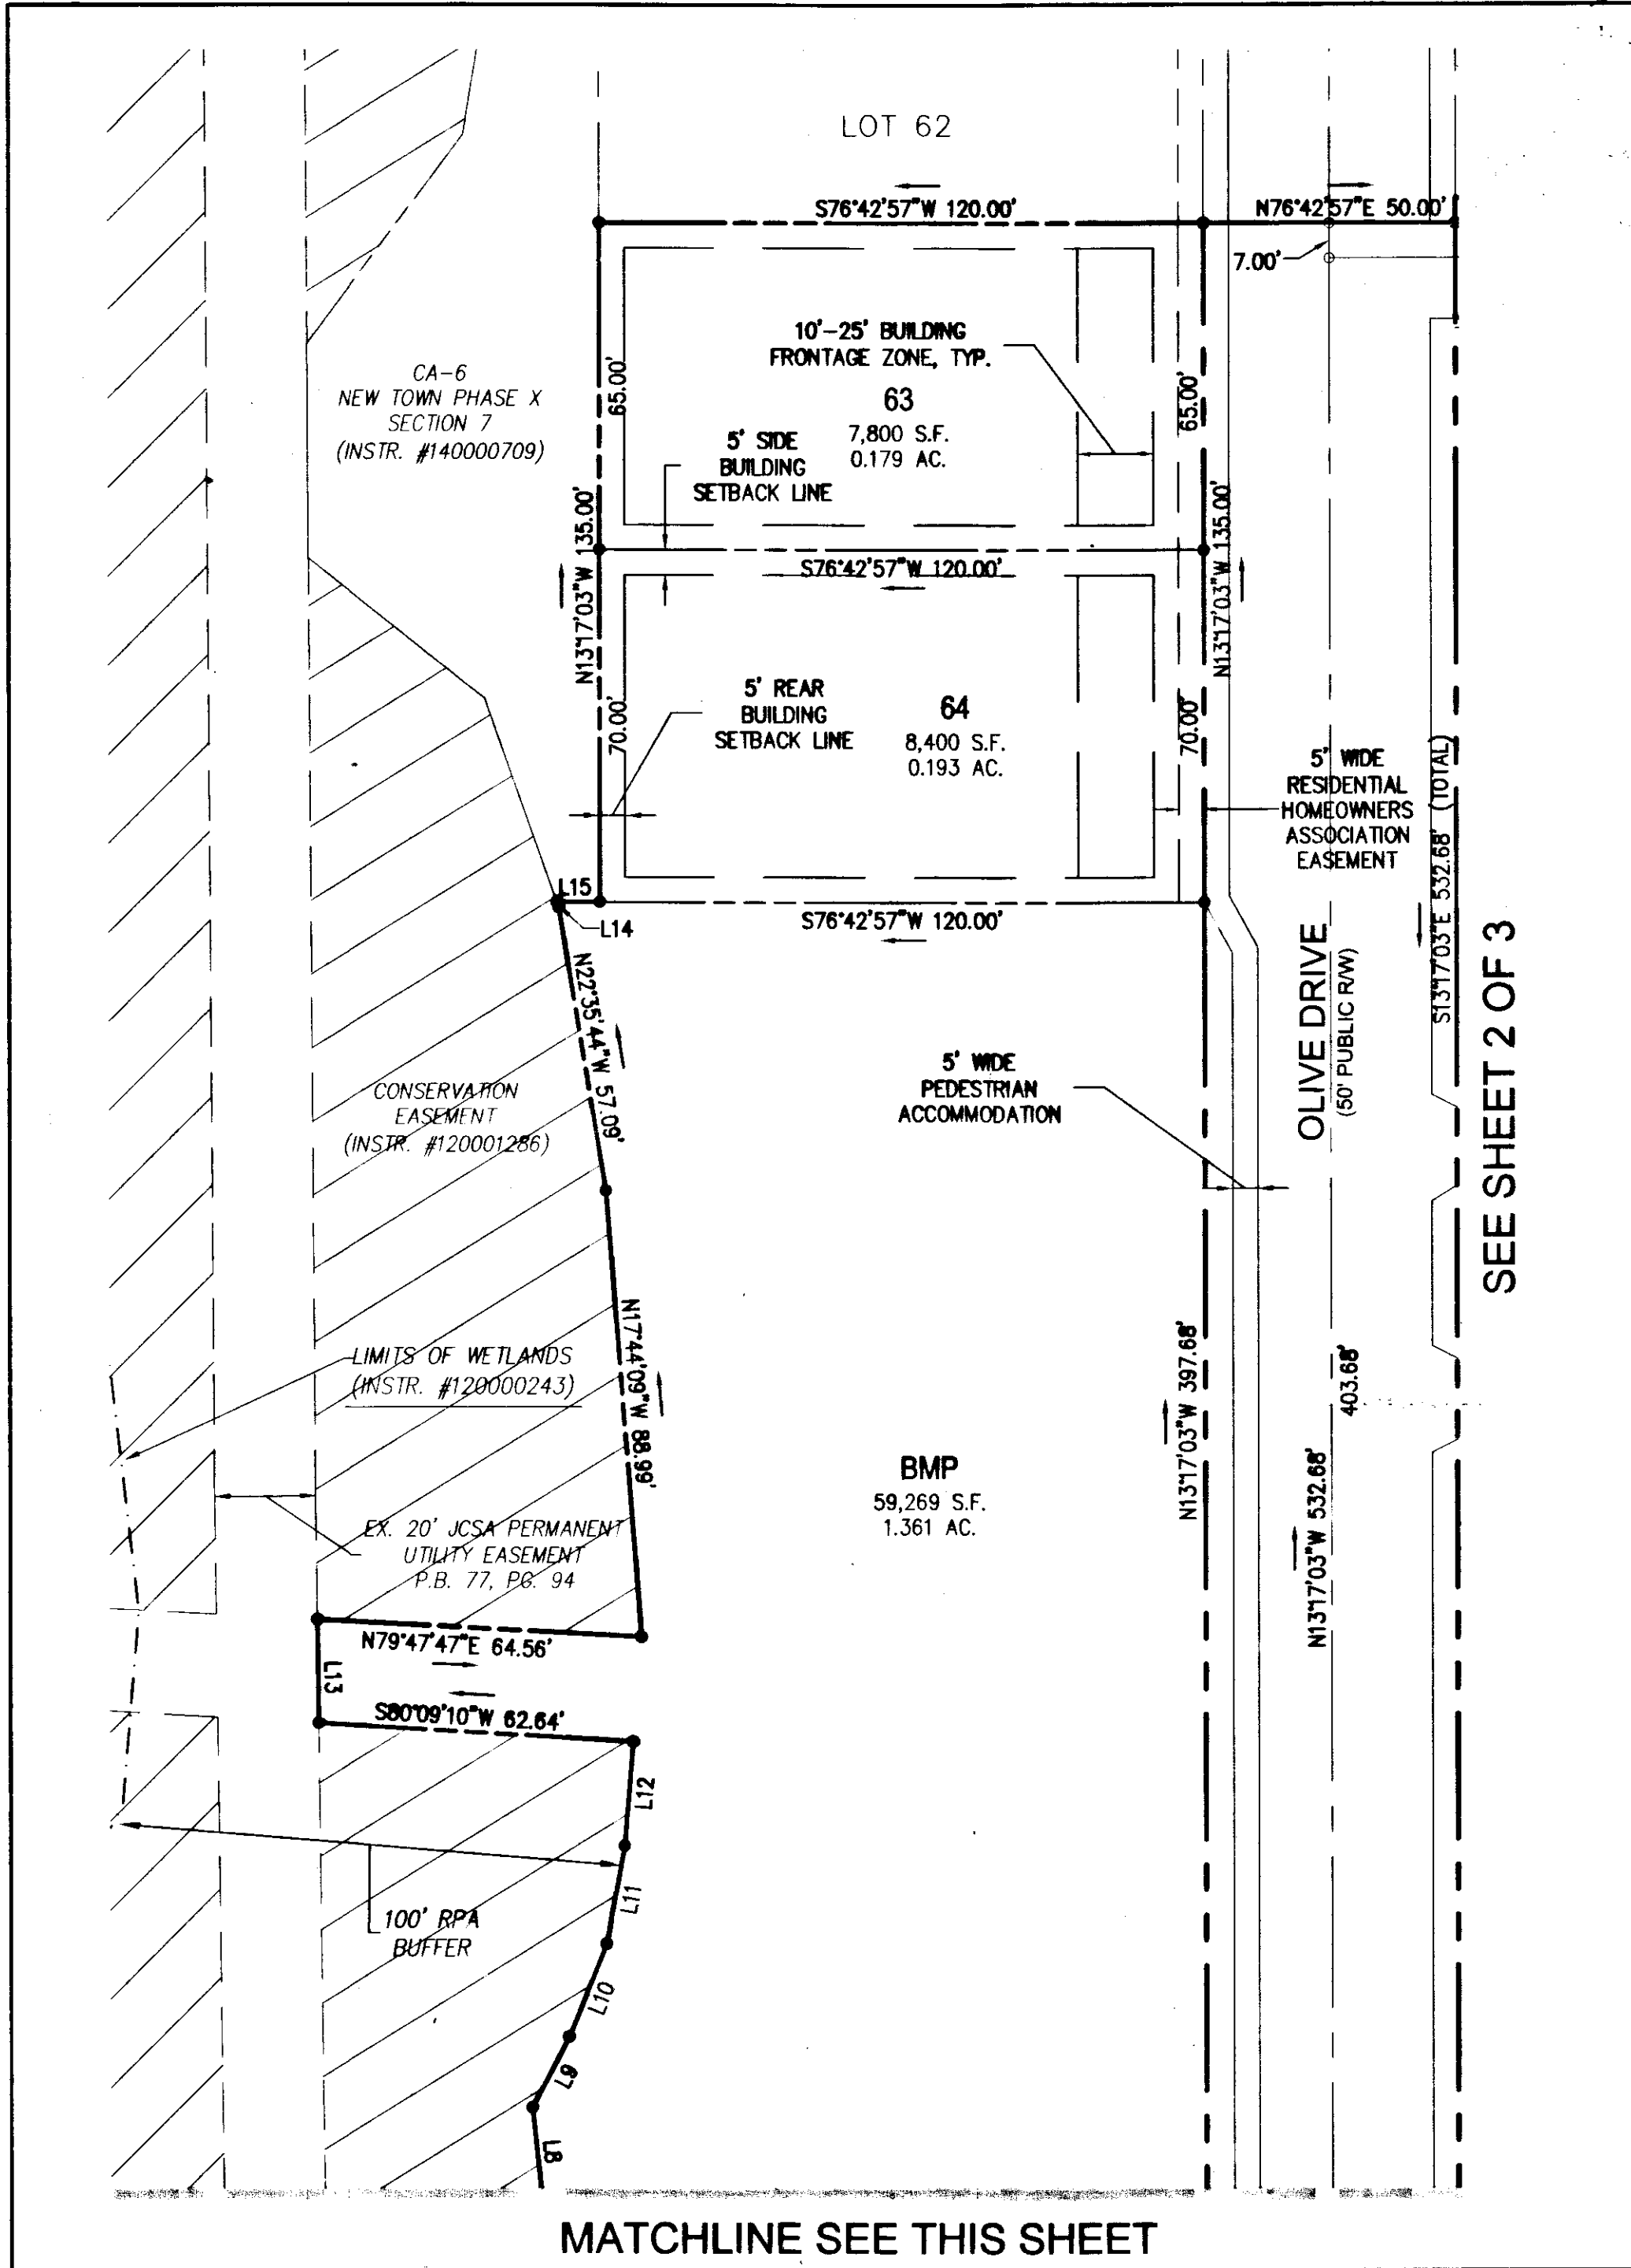 LOT 62
S76°42'57"W 120.00'
N76°42'57"E 50.00'
7.00'
10'-25' BUILDING
FRONTAGE ZONE, TYP.
CA-6
NEW TOWN PHASE X
SECTION 7
(INSTR. #140000709)
65.00'
63
7,800 S.F.
0.179 AC.
65.00'
5' SIDE
BUILDING
SETBACK LINE
N13°17'03"W 135.00'
N13°17'03"W 135.00'
S76°42'57"W 120.00'
5' REAR
BUILDING
SETBACK LINE
70.00'
64
8,400 S.F.
0.193 AC.
70.00'
5' WIDE
RESIDENTIAL
HOMEOWNERS
ASSOCIATION
EASEMENT
S13°17'03"E 532.68' (TOTAL)
L15
L14
S76°42'57"W 120.00'
N22°35'44"W 57.09'
OLIVE DRIVE
(50' PUBLIC R/W)
SEE SHEET 2 OF 3
5' WIDE
PEDESTRIAN
ACCOMMODATION
CONSERVATION
EASEMENT
(INSTR. #120001286)
N17°44'09"W 88.99'
LIMITS OF WETLANDS
(INSTR. #120000243)
N13°17'03"W 397.68'
403.68'
N13°17'03"W 532.68'
BMP
59,269 S.F.
1.361 AC.
EX. 20' JCSA PERMANENT
UTILITY EASEMENT
P.B. 77, PG. 94
N79°47'47"E 64.56'
L13
S80°09'10"W 62.64'
L12
L11
100' RPA
BUFFER
L10
L9
L8
MATCHLINE SEE THIS SHEET